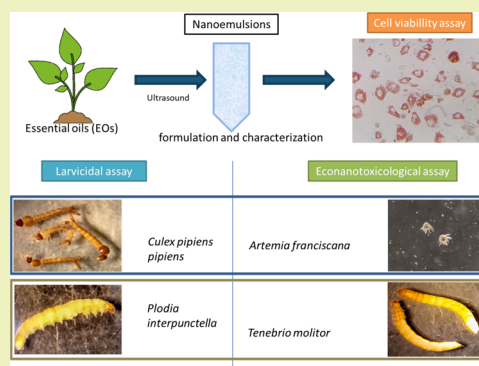 Nanoemulsions
Cell viabillity assay
Ultrasound
Essential oils (EOs)
formulation and characterization
Larvicidal assay
Econanotoxicological assay
Culex pipiens
pipiens
Artemia franciscana
Plodia
interpunctella
Tenebrio molitor